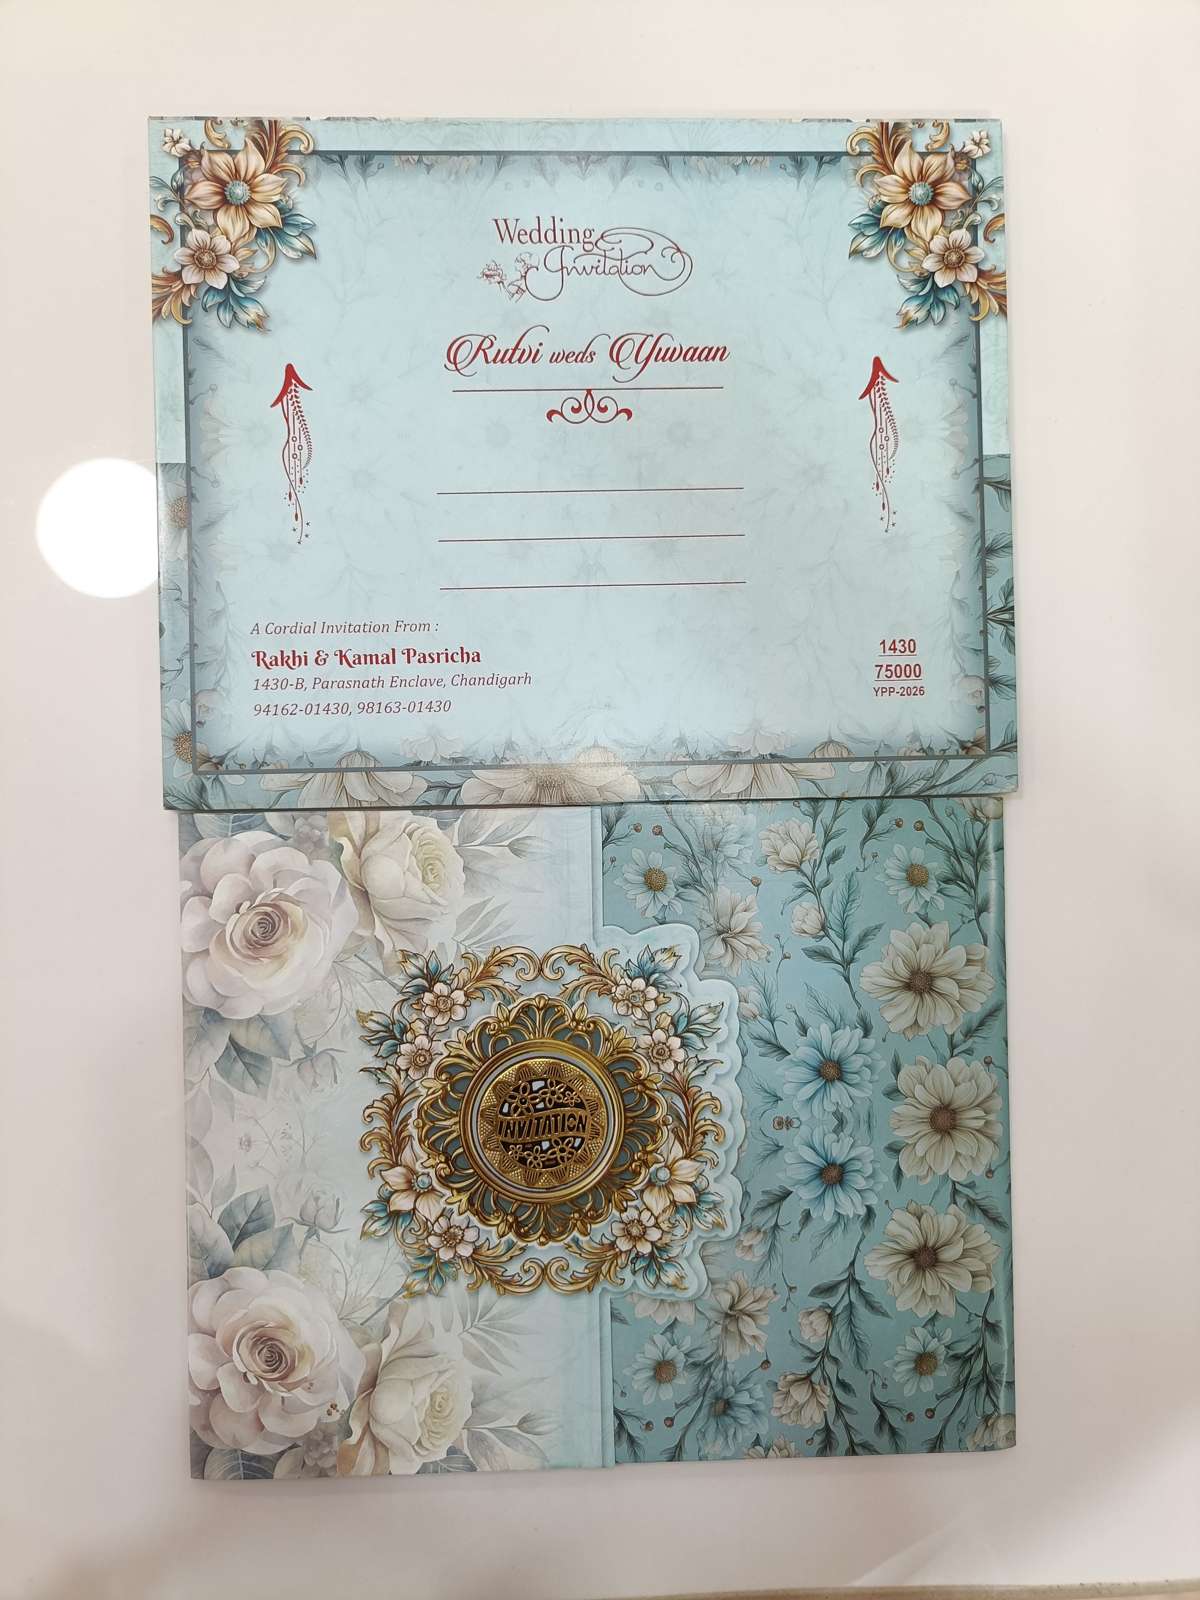 Wedding
Invitation
Rutvi weds Yuvaan
A Cordial Invitation From :
Rakhi & Kamal Pasricha
1430-B, Parasnath Enclave, Chandigarh
94162-01430, 98163-01430
1430
75000
YPP-2026
INVITATION